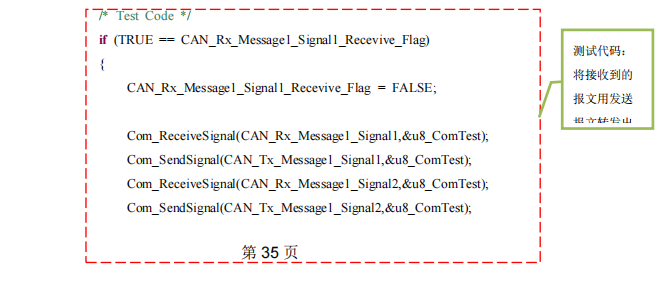 /* Test Code */
if (TRUE == CAN_Rx_Message1_Signal1_Recevive_Flag)
{
CAN_Rx_Message1_Signal1_Recevive_Flag = FALSE;
Com_ReceiveSignal(CAN_Rx_Message1_Signal1,&u8_ComTest);
Com_SendSignal(CAN_Tx_Message1_Signal1,&u8_ComTest);
Com_ReceiveSignal(CAN_Rx_Message1_Signal2,&u8_ComTest);
Com_SendSignal(CAN_Tx_Message1_Signal2,&u8_ComTest);
第 35 页
测试代码：
将接收到的
报文用发送
报文转发出